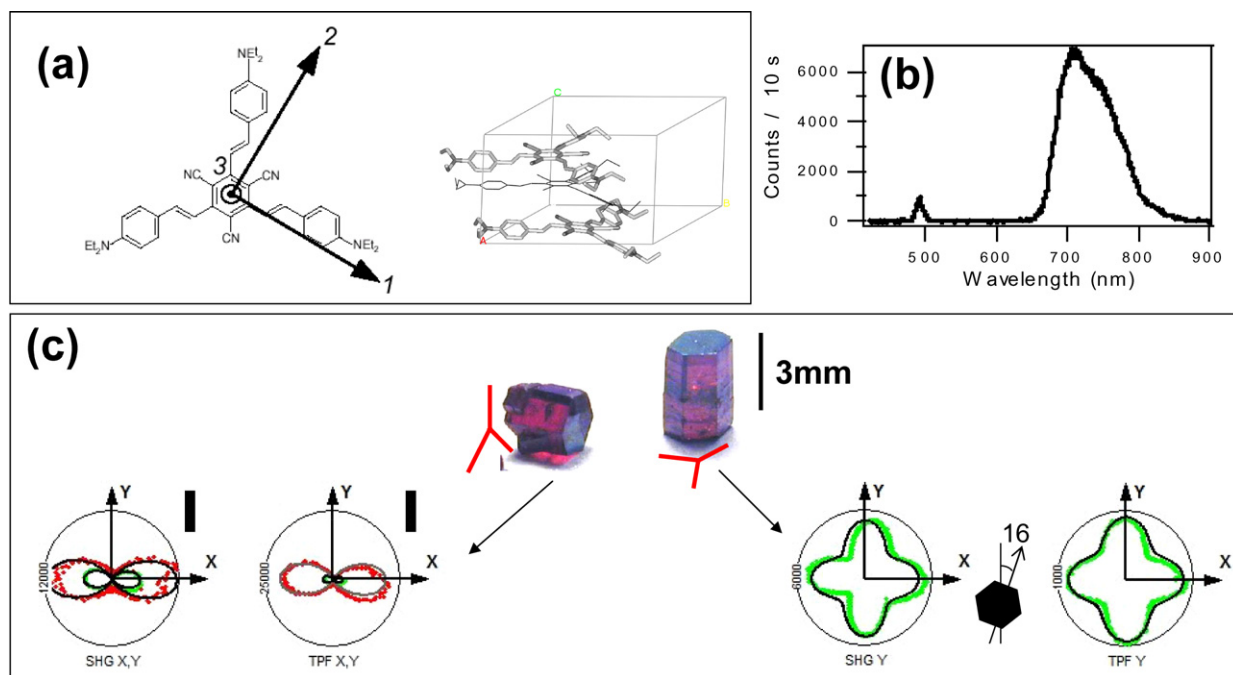 (a)
2
NEt2
3
NC
CN
Et2N
CN
NEt2
1
C
B
A
(b)
Counts / 10 s
6000
4000
2000
0
500 600 700 800 900
Wavelength (nm)
(c)
3mm
Y
X
12000
SHG X,Y
Y
X
25000
TPF X,Y
Y
X
6000
SHG Y
16
Y
X
1000
TPF Y